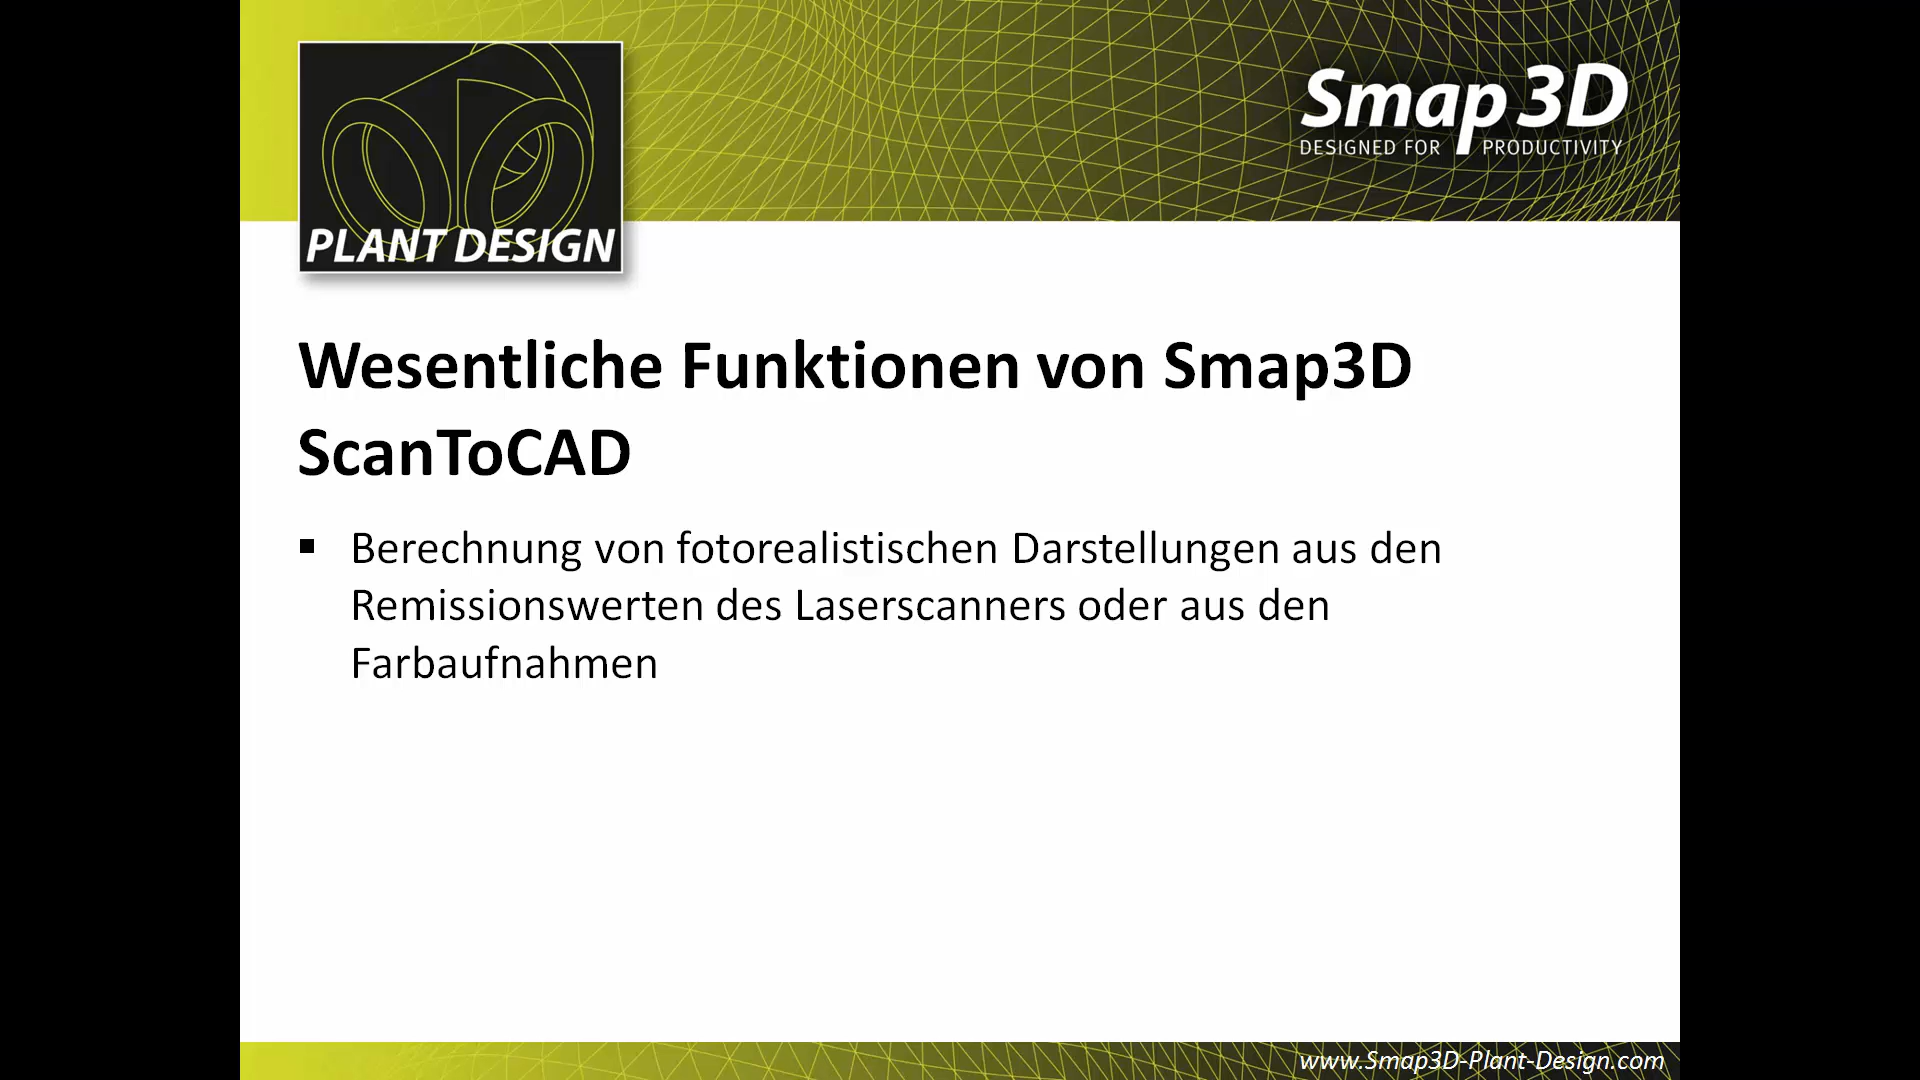 Smap3D
DESIGNED FOR PRODUCTIVITY
PLANT DESIGN
Wesentliche Funktionen von Smap3D
ScanToCAD
▪ Berechnung von fotorealistischen Darstellungen aus den
Remissionswerten des Laserscanners oder aus den
Farbaufnahmen
www.Smap3D-Plant-Design.com